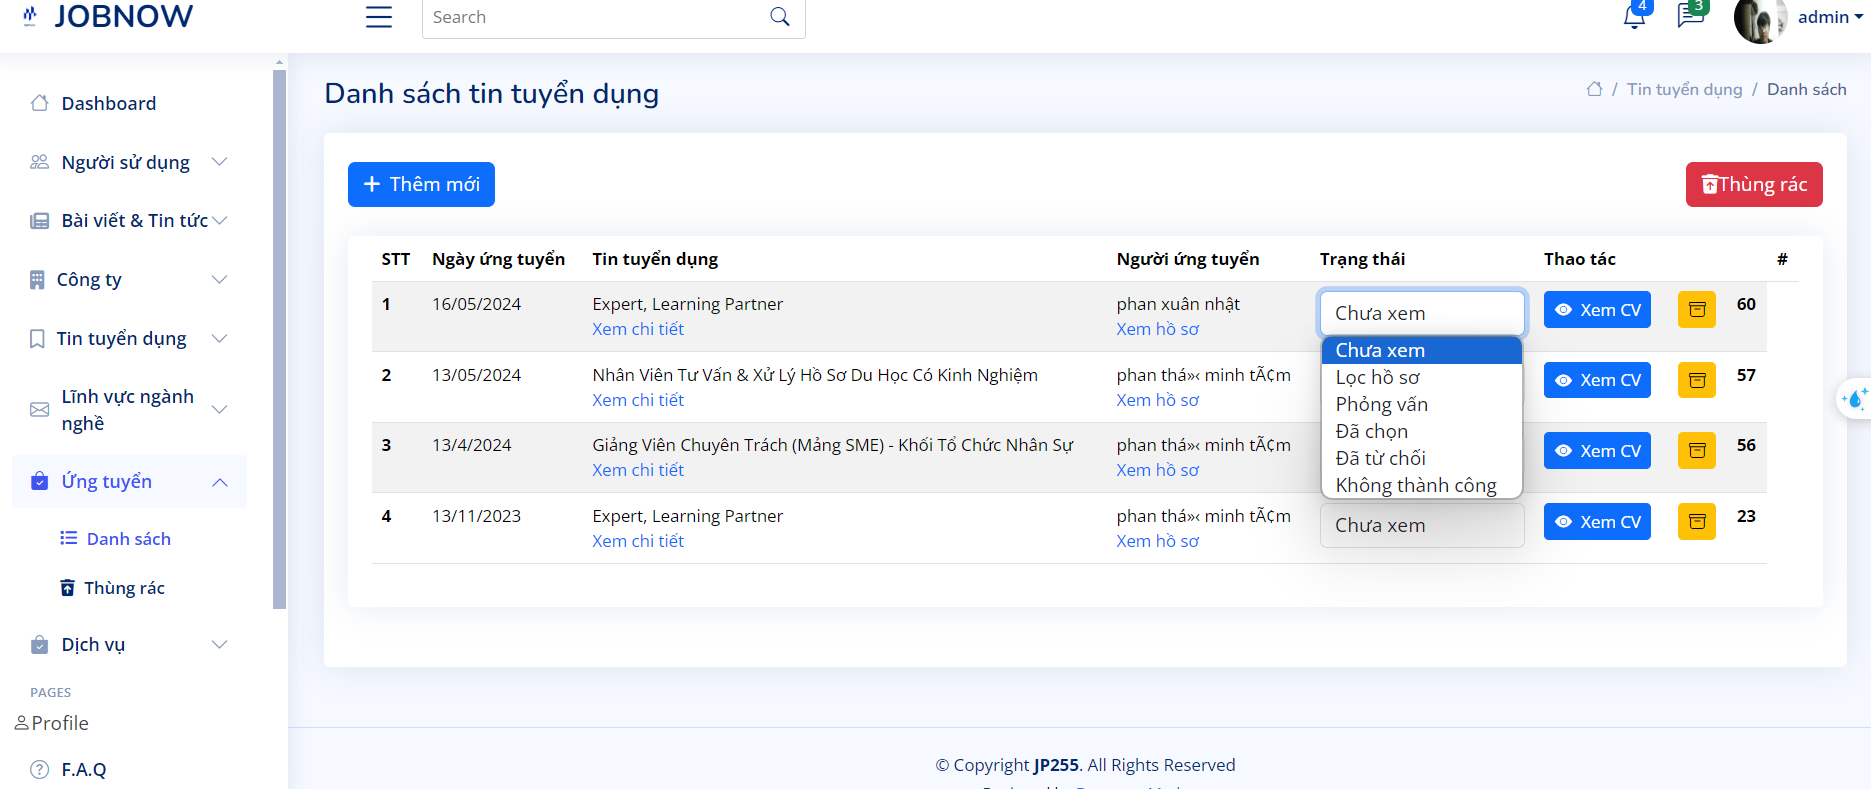 JOBNOW
Search
4
3
admin
Dashboard
Người sử dụng
Bài viết & Tin tức
Công ty
Tin tuyển dụng
Lĩnh vực ngành
nghề
Ứng tuyển
Danh sách
Thùng rác
Dịch vụ
PAGES
Profile
F.A.Q
Danh sách tin tuyển dụng
/ Tin tuyển dụng / Danh sách
+ Thêm mới
Thùng rác
STT Ngày ứng tuyển Tin tuyển dụng Người ứng tuyển Trạng thái Thao tác #
1 16/05/2024 Expert, Learning Partner phan xuân nhật Chưa xem Xem CV 60
Xem chi tiết Xem hồ sơ
Chưa xem
Lọc hồ sơ
Phỏng vấn
Đã chọn
Đã từ chối
Không thành công
2 13/05/2024 Nhân Viên Tư Vấn & Xử Lý Hồ Sơ Du Học Có Kinh Nghiệm phan thá»‹ minh tÃ¢m Xem CV 57
Xem chi tiết Xem hồ sơ
3 13/4/2024 Giảng Viên Chuyên Trách (Mảng SME) - Khối Tổ Chức Nhân Sự phan thá»‹ minh tÃ¢m Xem CV 56
Xem chi tiết Xem hồ sơ
4 13/11/2023 Expert, Learning Partner phan thá»‹ minh tÃ¢m Chưa xem Xem CV 23
Xem chi tiết Xem hồ sơ
© Copyright JP255. All Rights Reserved